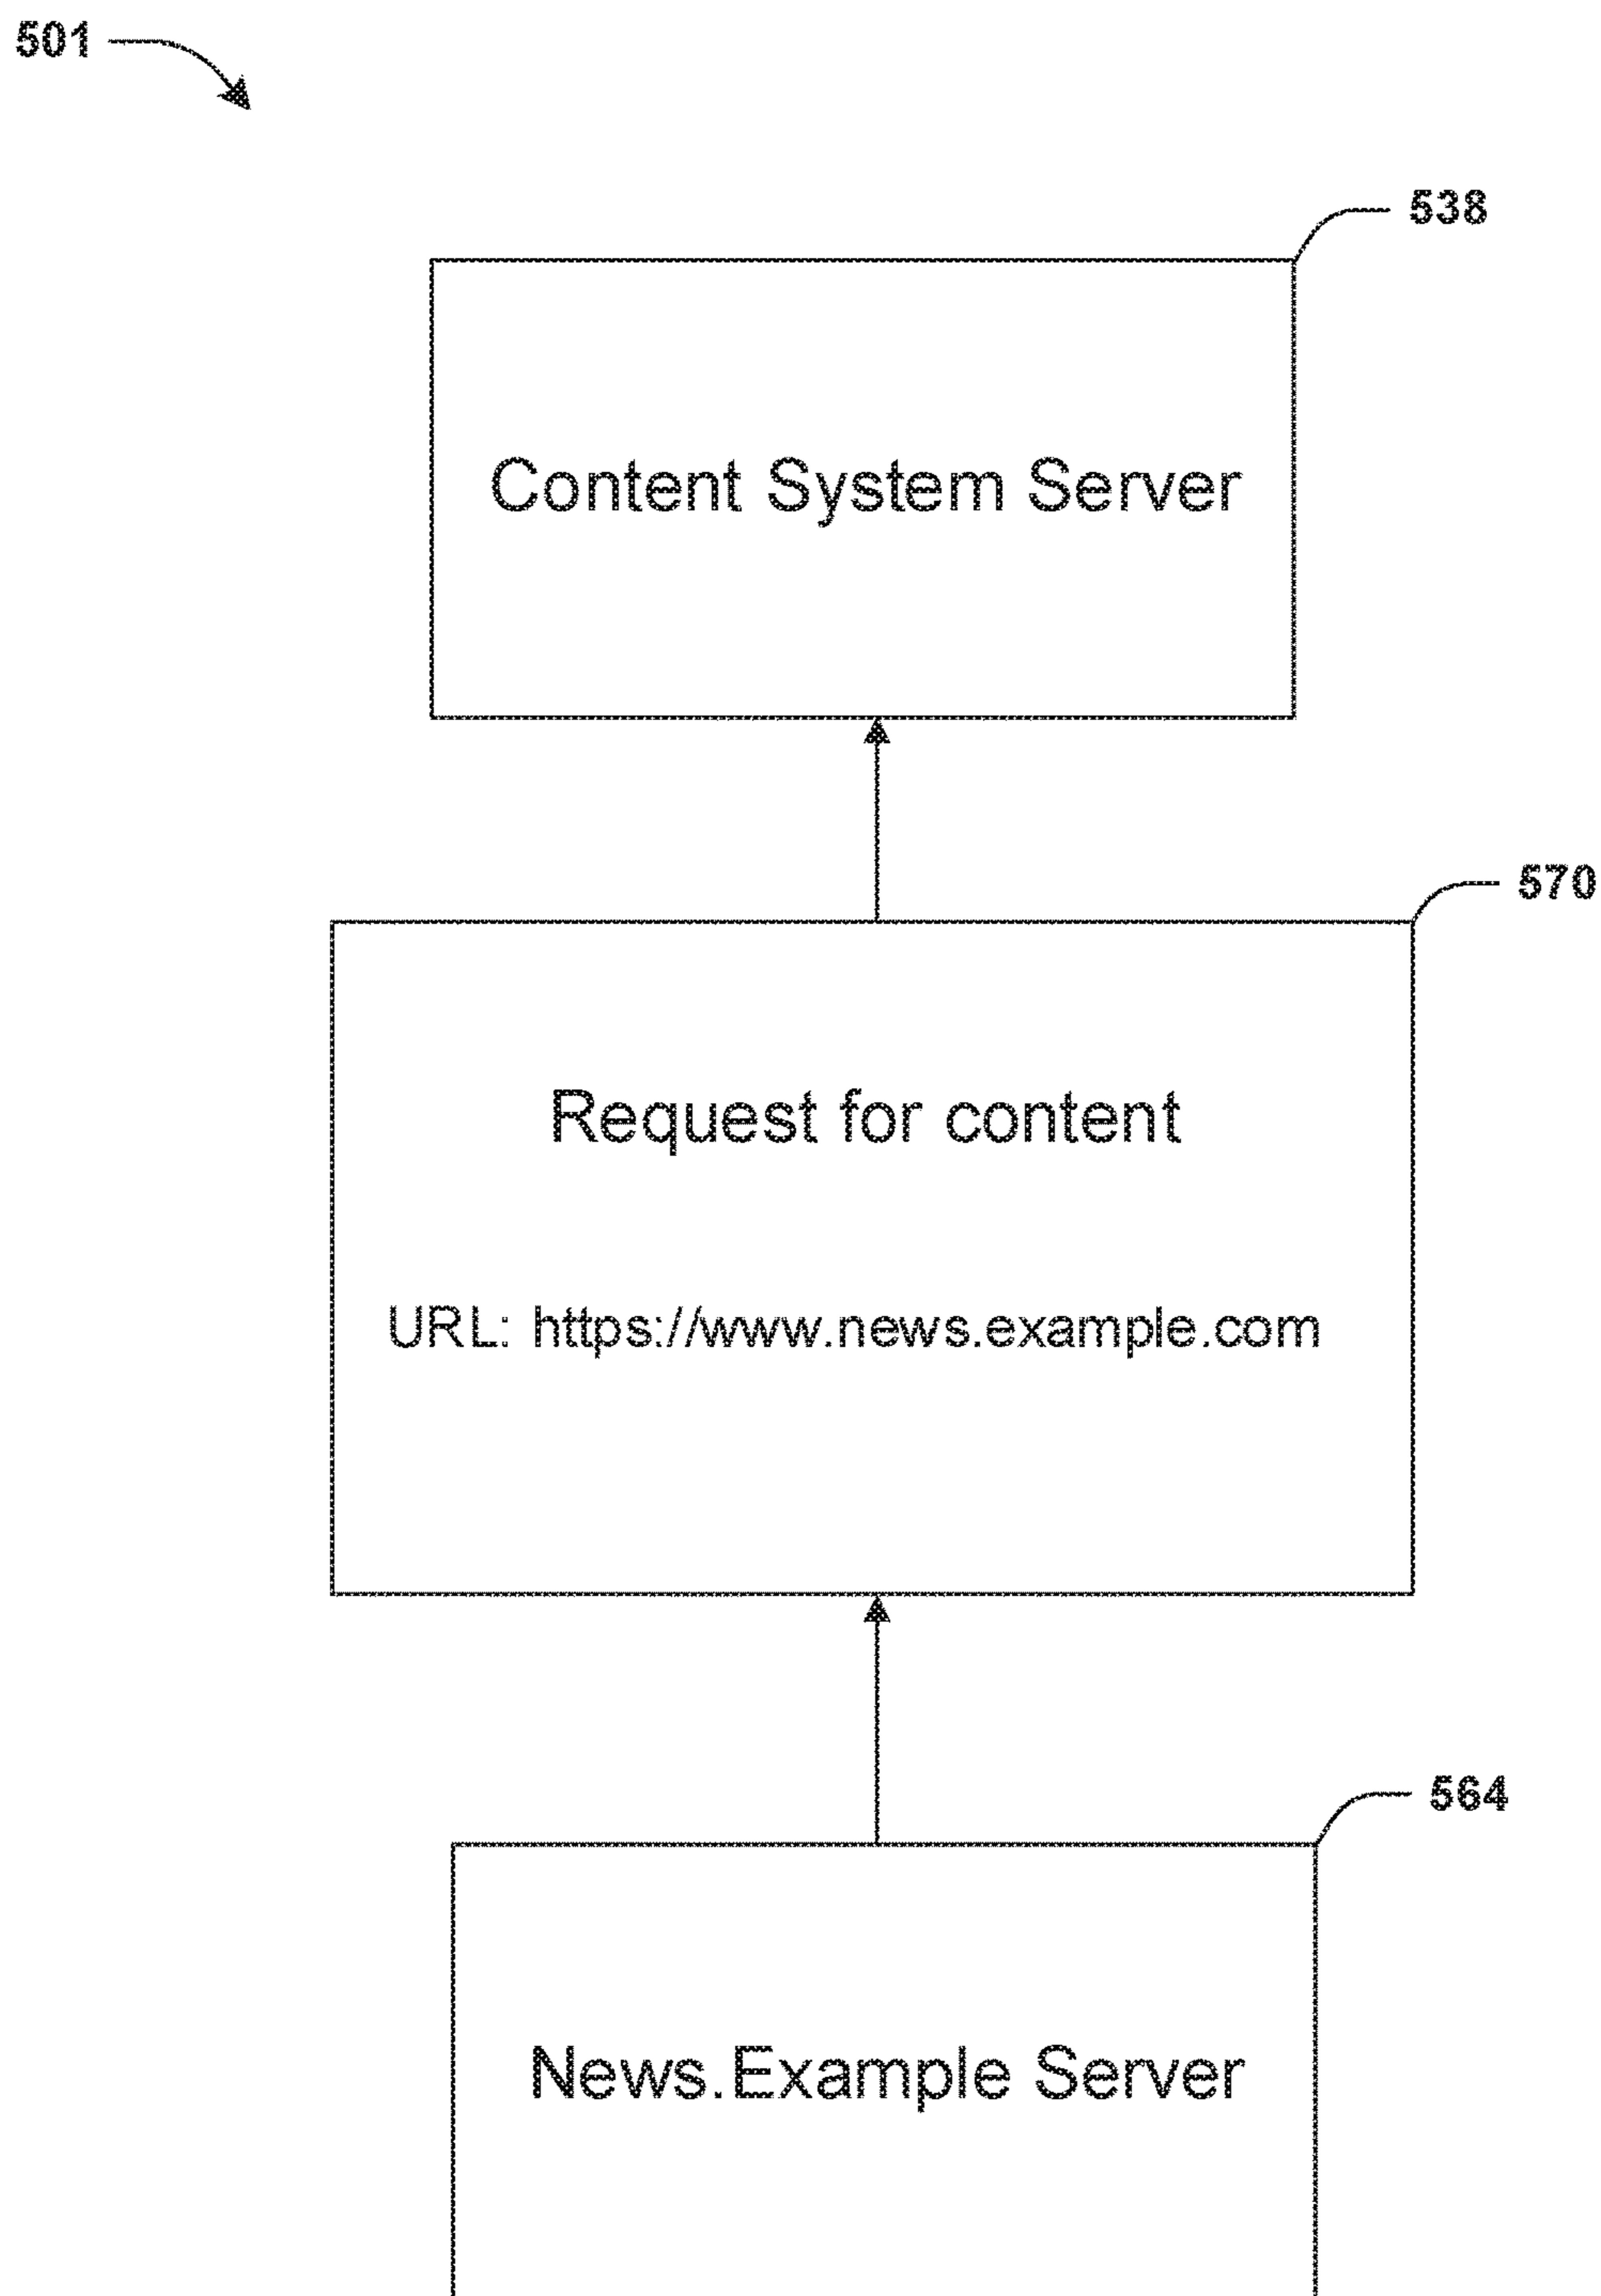 501
538
Content System Server
570
Request for content
URL: https://www.news.example.com
564
News.Example Server